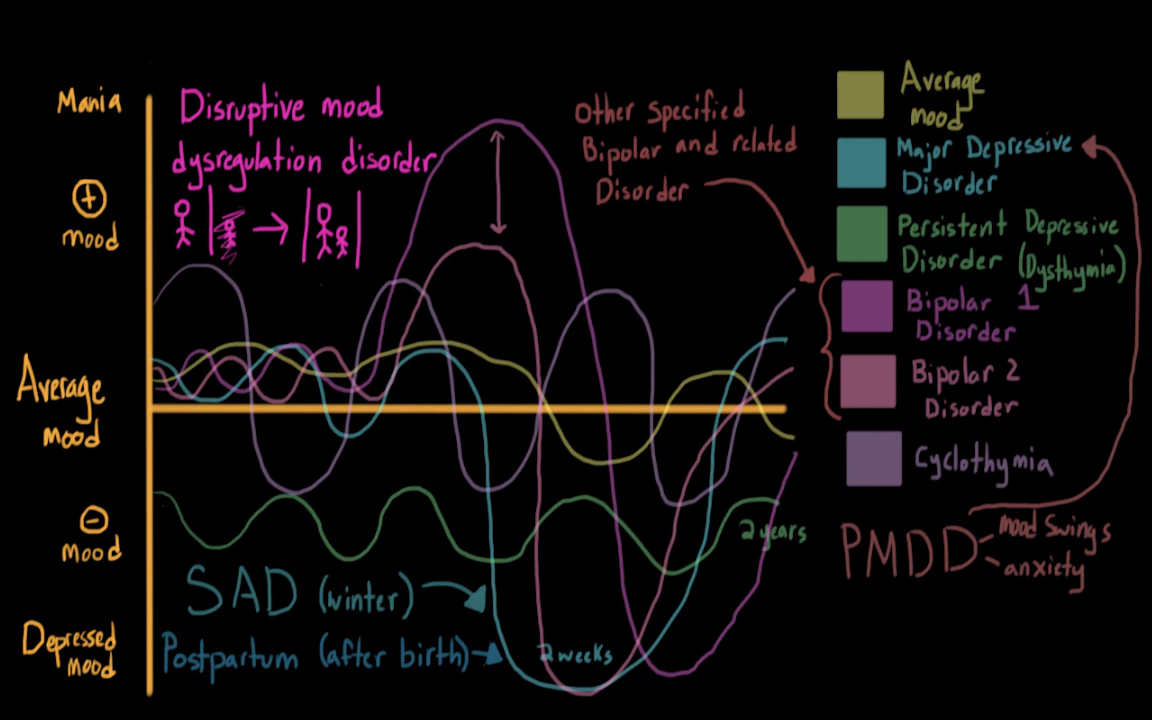 Mania
+
mood
Average
mood
−
mood
Depressed
mood
Disruptive mood
dysregulation disorder
Other specified
Bipolar and related
Disorder
SAD (winter)
Postpartum (after birth)
2 weeks
2 years
Average
mood
Major Depressive
Disorder
Persistent Depressive
Disorder (Dysthymia)
Bipolar 1
Disorder
Bipolar 2
Disorder
Cyclothymia
PMDD
mood swings
anxiety